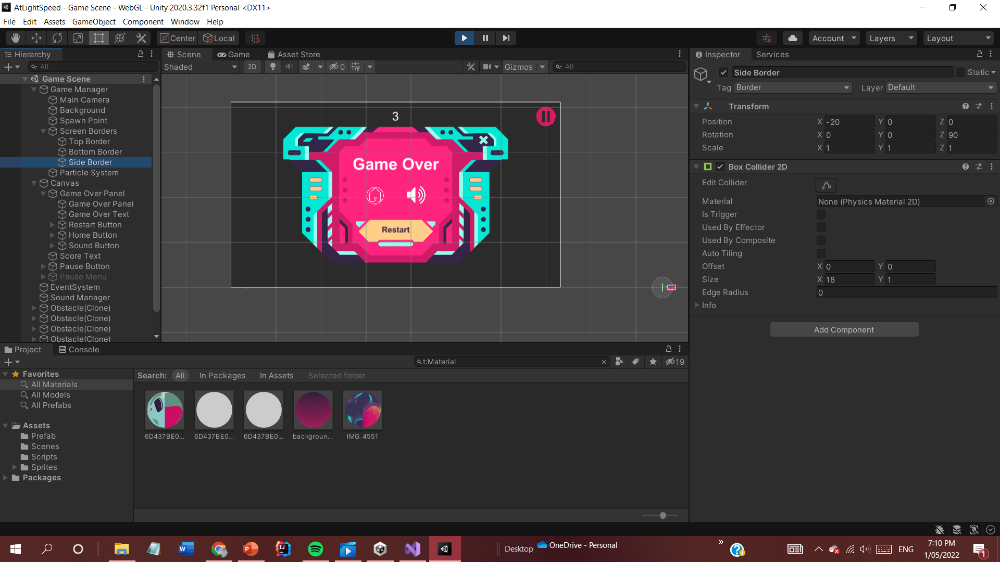 AtLightSpeed - Game Scene - WebGL - Unity 2020.3.32f1 Personal <DX11>
File Edit Assets GameObject Component Window Help
Center Local Account Layers Layout
Hierarchy
All
Game Scene
Game Manager
Main Camera
Background
Spawn Point
Screen Borders
Top Border
Bottom Border
Side Border
Particle System
Canvas
Game Over Panel
Game Over Panel
Game Over Text
Restart Button
Home Button
Sound Button
Score Text
Pause Button
Pause Menu
EventSystem
Sound Manager
Obstacle(Clone)
Obstacle(Clone)
Obstacle(Clone)
Obstacle(Clone)
Scene Game Asset Store
Shaded 2D 0 Gizmos All
3
Game Over
Restart
Inspector Services
Side Border Static
Tag Border Layer Default
Transform
Position X -20 Y 0 Z 0
Rotation X 0 Y 0 Z 90
Scale X 1 Y 1 Z 1
Box Collider 2D
Edit Collider
Material None (Physics Material 2D)
Is Trigger
Used By Effector
Used By Composite
Auto Tiling
Offset X 0 Y 0
Size X 18 Y 1
Edge Radius 0
Info
Add Component
Project Console
t:Material 19
Favorites
All Materials
All Models
All Prefabs
Assets
Prefab
Scenes
Scripts
Sprites
Packages
Search: All In Packages In Assets Selected folder
6D437BE0... 6D437BE0... 6D437BE0... backgroun... IMG_4551
Desktop OneDrive - Personal » ENG
7:10 PM
1/05/2022
1